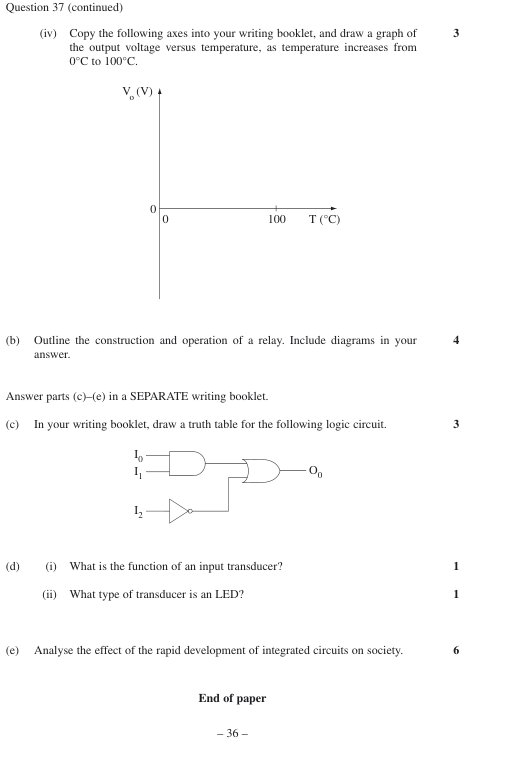 Question 37 (continued)
(iv) Copy the following axes into your writing booklet, and draw a graph of 3
the output voltage versus temperature, as temperature increases from
0°C to 100°C.
Vo (V)
0
0 100 T (°C)
(b) Outline the construction and operation of a relay. Include diagrams in your 4
answer.
Answer parts (c)–(e) in a SEPARATE writing booklet.
(c) In your writing booklet, draw a truth table for the following logic circuit. 3
I0
I1
O0
I2
(d) (i) What is the function of an input transducer? 1
(ii) What type of transducer is an LED? 1
(e) Analyse the effect of the rapid development of integrated circuits on society. 6
End of paper
– 36 –